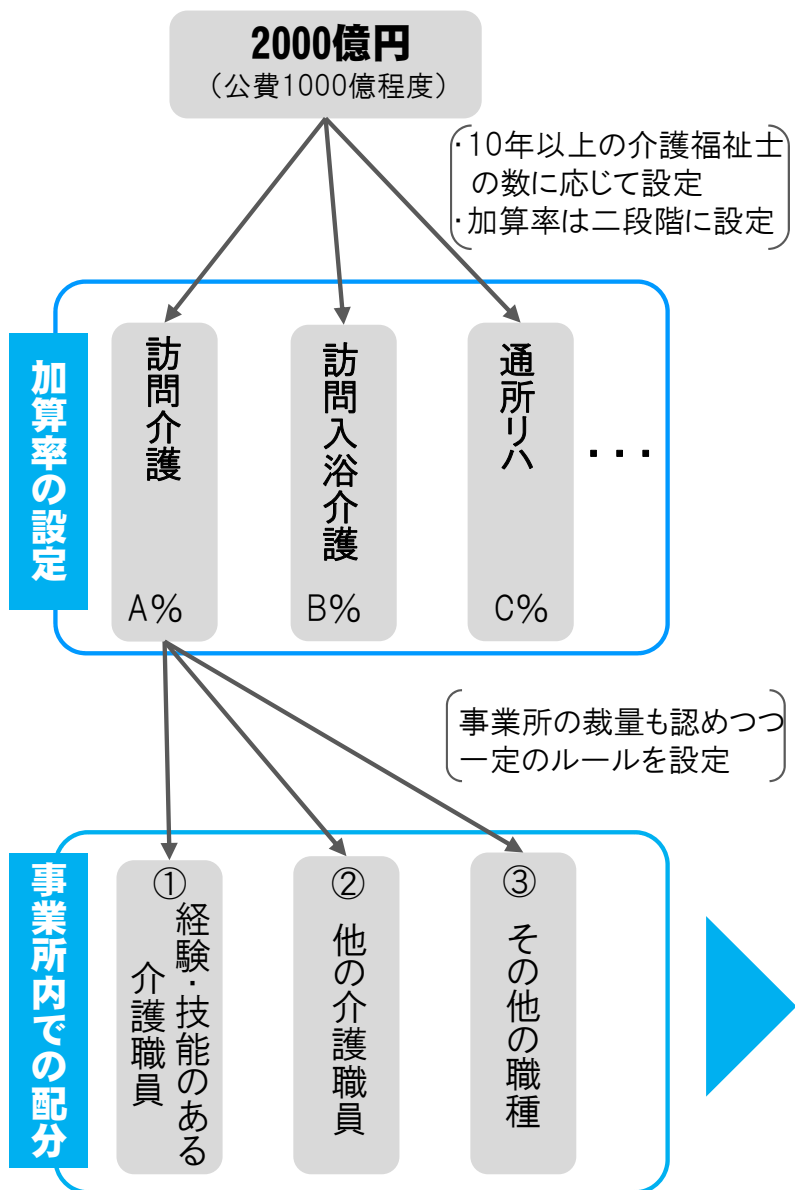 2000億円
(公費1000億程度)
・10年以上の介護福祉士
の数に応じて設定
・加算率は二段階に設定
加算率の設定
訪問介護
A%
訪問入浴介護
B%
通所リハ
C%
・・・
事業所の裁量も認めつつ
一定のルールを設定
事業所内での配分
①
経験・技能のある
介護職員
②
他の介護職員
③
その他の職種